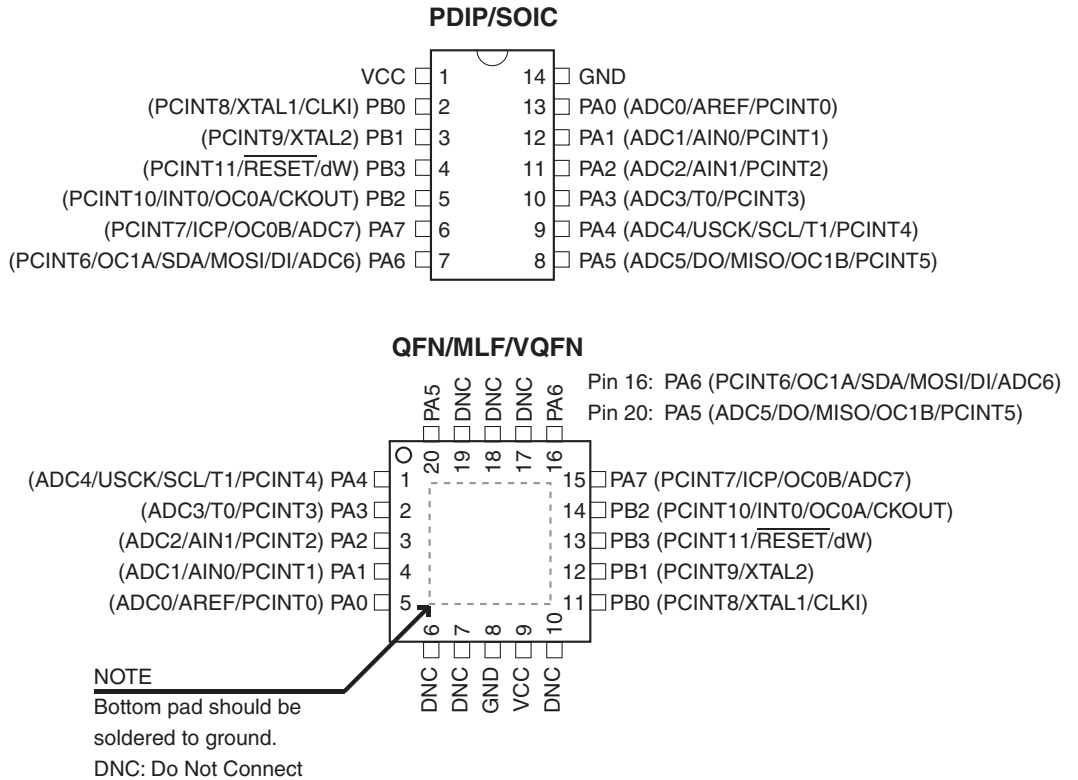 PDIP/SOIC
VCC 1 14 GND
(PCINT8/XTAL1/CLKI) PB0 2 13 PA0 (ADC0/AREF/PCINT0)
(PCINT9/XTAL2) PB1 3 12 PA1 (ADC1/AIN0/PCINT1)
(PCINT11/RESET/dW) PB3 4 11 PA2 (ADC2/AIN1/PCINT2)
(PCINT10/INT0/OC0A/CKOUT) PB2 5 10 PA3 (ADC3/T0/PCINT3)
(PCINT7/ICP/OC0B/ADC7) PA7 6 9 PA4 (ADC4/USCK/SCL/T1/PCINT4)
(PCINT6/OC1A/SDA/MOSI/DI/ADC6) PA6 7 8 PA5 (ADC5/DO/MISO/OC1B/PCINT5)
QFN/MLF/VQFN
Pin 16: PA6 (PCINT6/OC1A/SDA/MOSI/DI/ADC6)
Pin 20: PA5 (ADC5/DO/MISO/OC1B/PCINT5)
PA5 DNC DNC DNC PA6
20 19 18 17 16
(ADC4/USCK/SCL/T1/PCINT4) PA4 1 15 PA7 (PCINT7/ICP/OC0B/ADC7)
(ADC3/T0/PCINT3) PA3 2 14 PB2 (PCINT10/INT0/OC0A/CKOUT)
(ADC2/AIN1/PCINT2) PA2 3 13 PB3 (PCINT11/RESET/dW)
(ADC1/AIN0/PCINT1) PA1 4 12 PB1 (PCINT9/XTAL2)
(ADC0/AREF/PCINT0) PA0 5 11 PB0 (PCINT8/XTAL1/CLKI)
6 7 8 9 10
DNC DNC GND VCC DNC
NOTE
Bottom pad should be
soldered to ground.
DNC: Do Not Connect